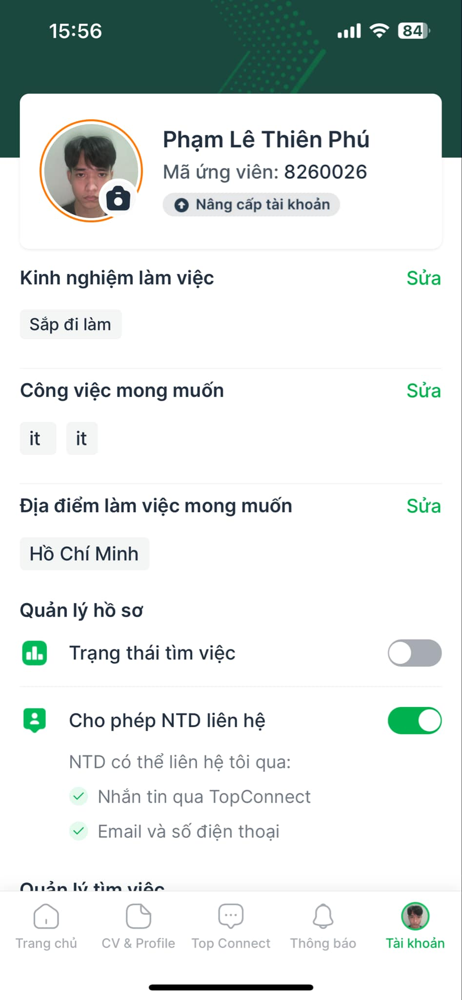 15:56
84
Phạm Lê Thiên Phú
Mã ứng viên: 8260026
Nâng cấp tài khoản
Kinh nghiệm làm việc
Sửa
Sắp đi làm
Công việc mong muốn
Sửa
it it
Địa điểm làm việc mong muốn
Sửa
Hồ Chí Minh
Quản lý hồ sơ
Trạng thái tìm việc
Cho phép NTD liên hệ
NTD có thể liên hệ tôi qua:
Nhắn tin qua TopConnect
Email và số điện thoại
Quản lý tìm việc
Trang chủ
CV & Profile
Top Connect
Thông báo
Tài khoản